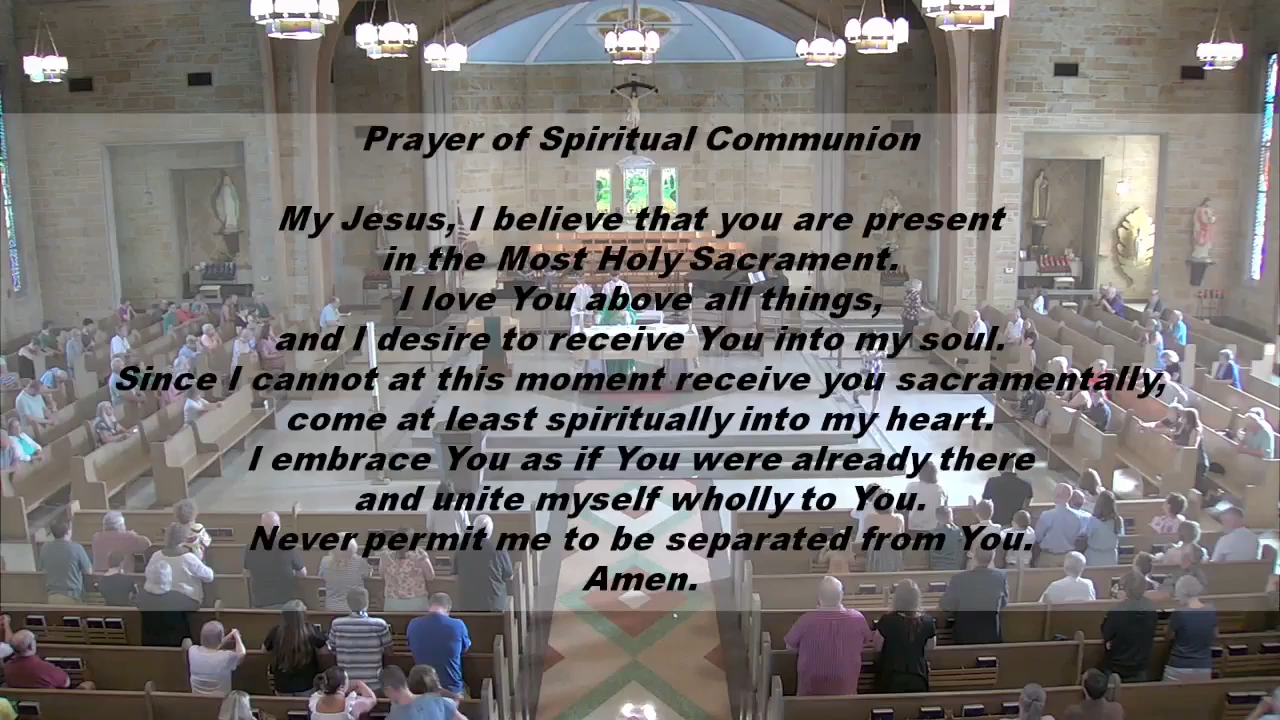 Prayer of Spiritual Communion
My Jesus, I believe that you are present
in the Most Holy Sacrament.
I love You above all things,
and I desire to receive You into my soul.
Since I cannot at this moment receive you sacramentally,
come at least spiritually into my heart.
I embrace You as if You were already there
and unite myself wholly to You.
Never permit me to be separated from You.
Amen.